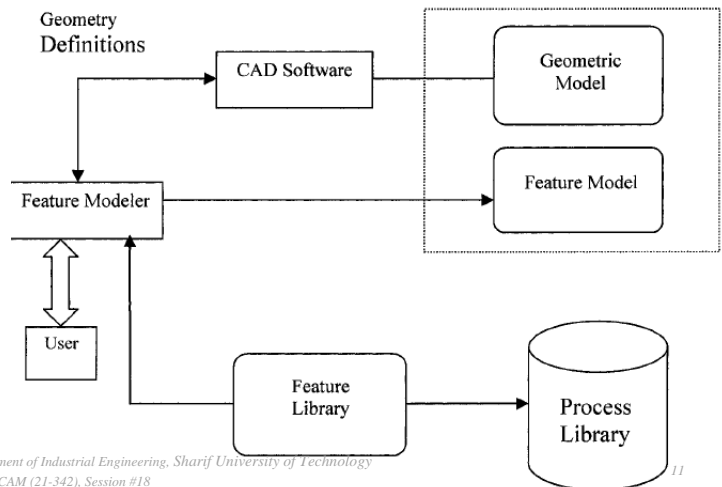 Geometry
Definitions
CAD Software
Geometric
Model
Feature Modeler
Feature Model
User
Feature
Library
Process
Library
ment of Industrial Engineering, Sharif University of Technology
CAM (21-342), Session #18
11